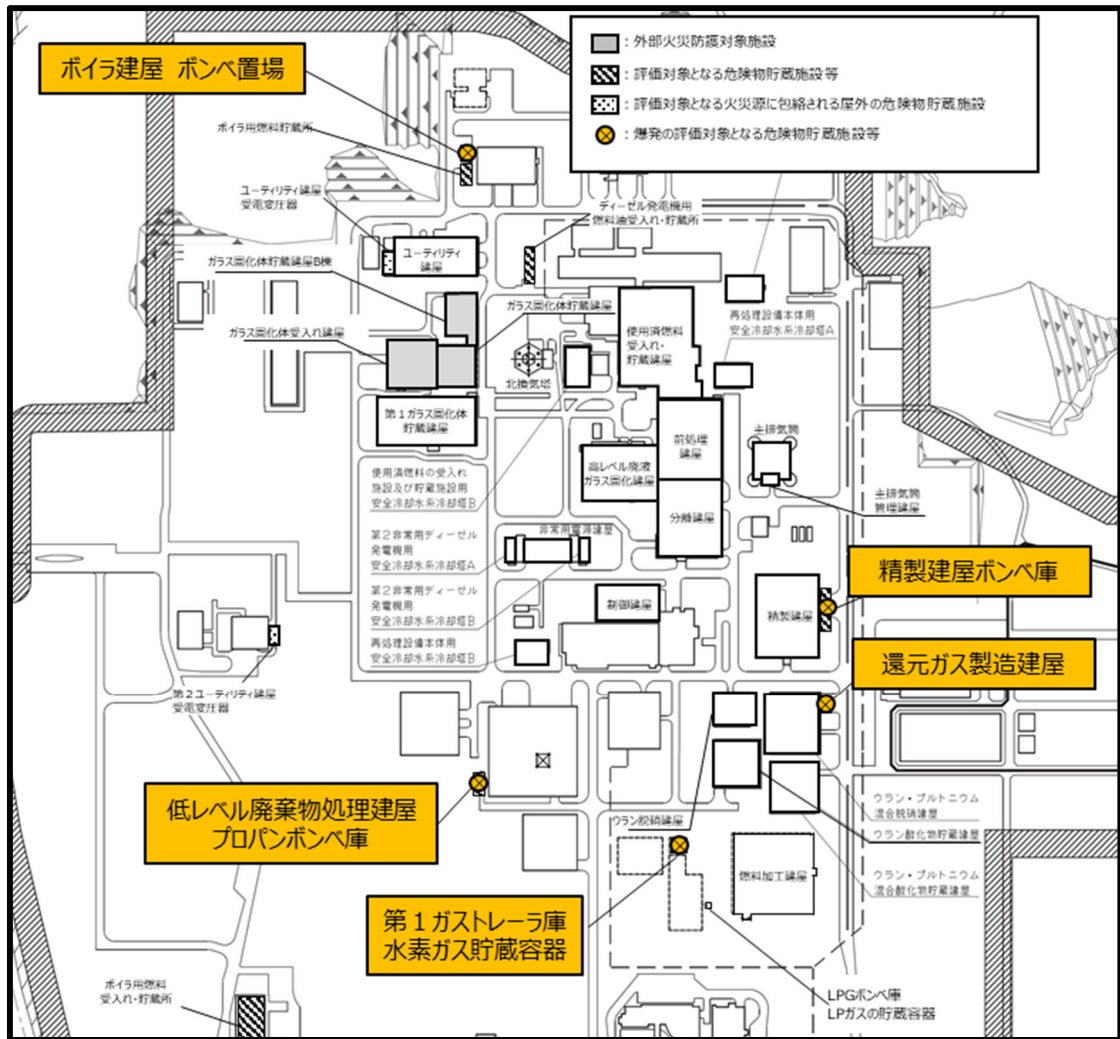 ボイラ建屋 ボンベ置場
：外部火災防護対象施設
：評価対象となる危険物貯蔵施設等
：評価対象となる火災源に包絡される屋外の危険物貯蔵施設
：爆発の評価対象となる危険物貯蔵施設等
ボイラ用燃料貯蔵所
ユーティリティ建屋
受電変圧器
ディーゼル発電機用
燃料油受入れ・貯蔵所
ユーティリティ
建屋
ガラス固化体貯蔵建屋B棟
ガラス固化体貯蔵建屋
ガラス固化体受入れ建屋
使用済燃料
受入れ・
貯蔵建屋
再処理設備本体用
安全冷却水系冷却塔A
北換気塔
第1ガラス固化体
貯蔵建屋
前処理
建屋
主排気筒
高レベル廃液
ガラス固化建屋
使用済燃料の受入れ
施設及び貯蔵施設用
安全冷却水系冷却塔B
主排気筒
管理建屋
分離建屋
非常用電源建屋
第2非常用ディーゼル
発電機用
安全冷却水系冷却塔A
精製建屋ボンベ庫
第2非常用ディーゼル
発電機用
安全冷却水系冷却塔B
制御建屋
精製建屋
再処理設備本体用
安全冷却水系冷却塔B
還元ガス製造建屋
第2ユーティリティ建屋
受電変圧器
低レベル廃棄物処理建屋
プロパンボンベ庫
ウラン・プルトニウム
混合脱硝建屋
ウラン脱硝建屋
ウラン酸化物貯蔵建屋
ウラン・プルトニウム
混合酸化物貯蔵建屋
燃料加工建屋
第1ガストレーラ庫
水素ガス貯蔵容器
ボイラ用燃料
受入れ・貯蔵所
LPGボンベ庫
LPガスの貯蔵容器